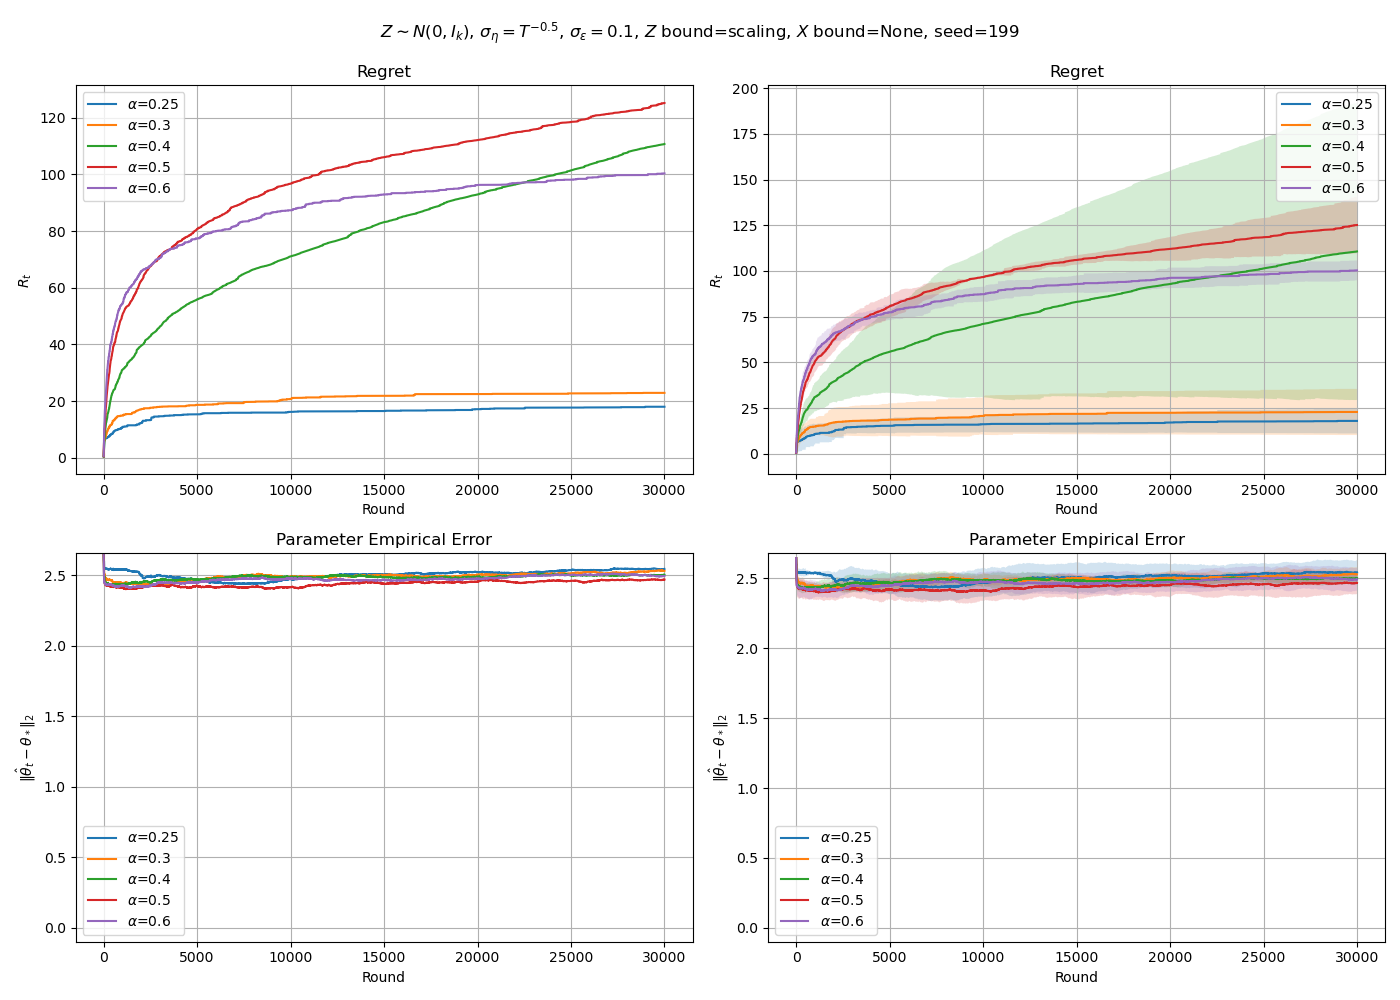 Z ∼ N(0, I_k), σ_η = T^{−0.5}, σ_ε = 0.1, Z bound=scaling, X bound=None, seed=199
Regret
R_t
120
100
80
60
40
20
0
α=0.25
α=0.3
α=0.4
α=0.5
α=0.6
0 5000 10000 15000 20000 25000 30000
Round
Regret
R_t
200
175
150
125
100
75
50
25
0
α=0.25
α=0.3
α=0.4
α=0.5
α=0.6
0 5000 10000 15000 20000 25000 30000
Round
Parameter Empirical Error
‖θ̂_t − θ_*‖_2
2.5
2.0
1.5
1.0
0.5
0.0
α=0.25
α=0.3
α=0.4
α=0.5
α=0.6
0 5000 10000 15000 20000 25000 30000
Round
Parameter Empirical Error
‖θ̂_t − θ_*‖_2
2.5
2.0
1.5
1.0
0.5
0.0
α=0.25
α=0.3
α=0.4
α=0.5
α=0.6
0 5000 10000 15000 20000 25000 30000
Round